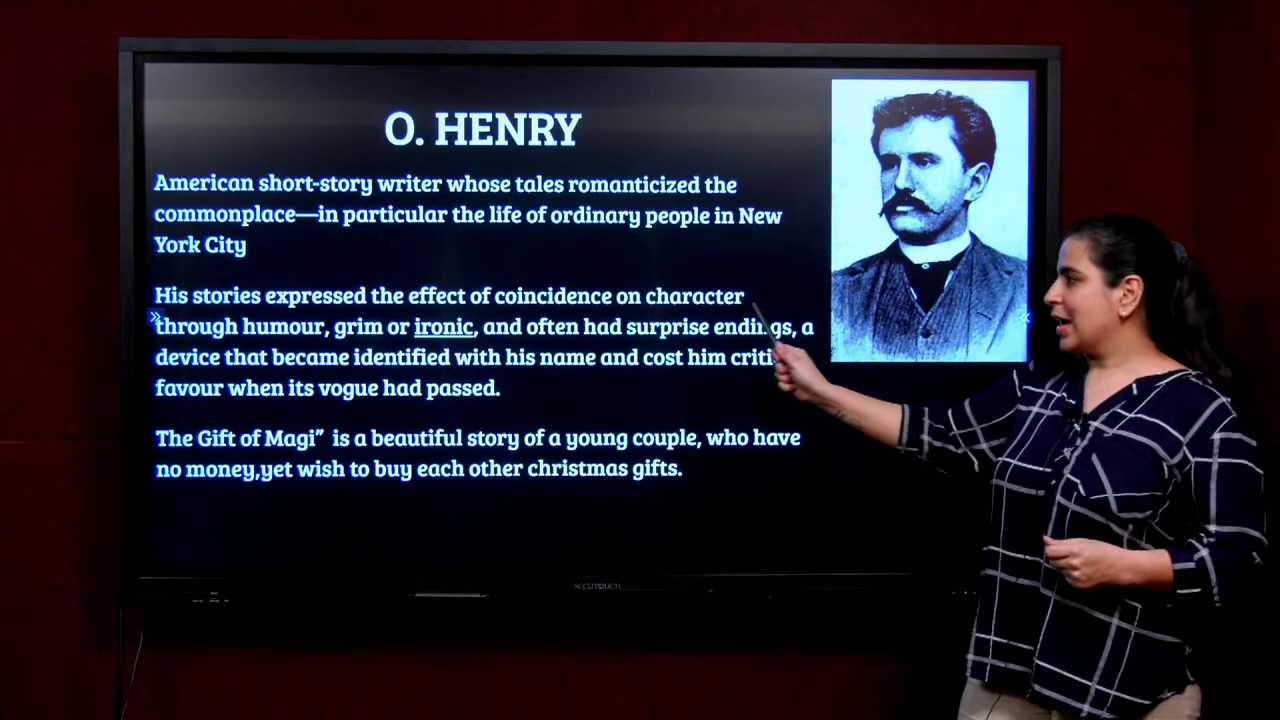 O. HENRY
American short-story writer whose tales romanticized the
commonplace—in particular the life of ordinary people in New
York City
His stories expressed the effect of coincidence on character
through humour, grim or ironic, and often had surprise endings, a
device that became identified with his name and cost him
favour when its vogue had passed.
The Gift of Magi” is a beautiful story of a young couple, who have
no money,yet wish to buy each other christmas gifts.
ACCUTOUCH